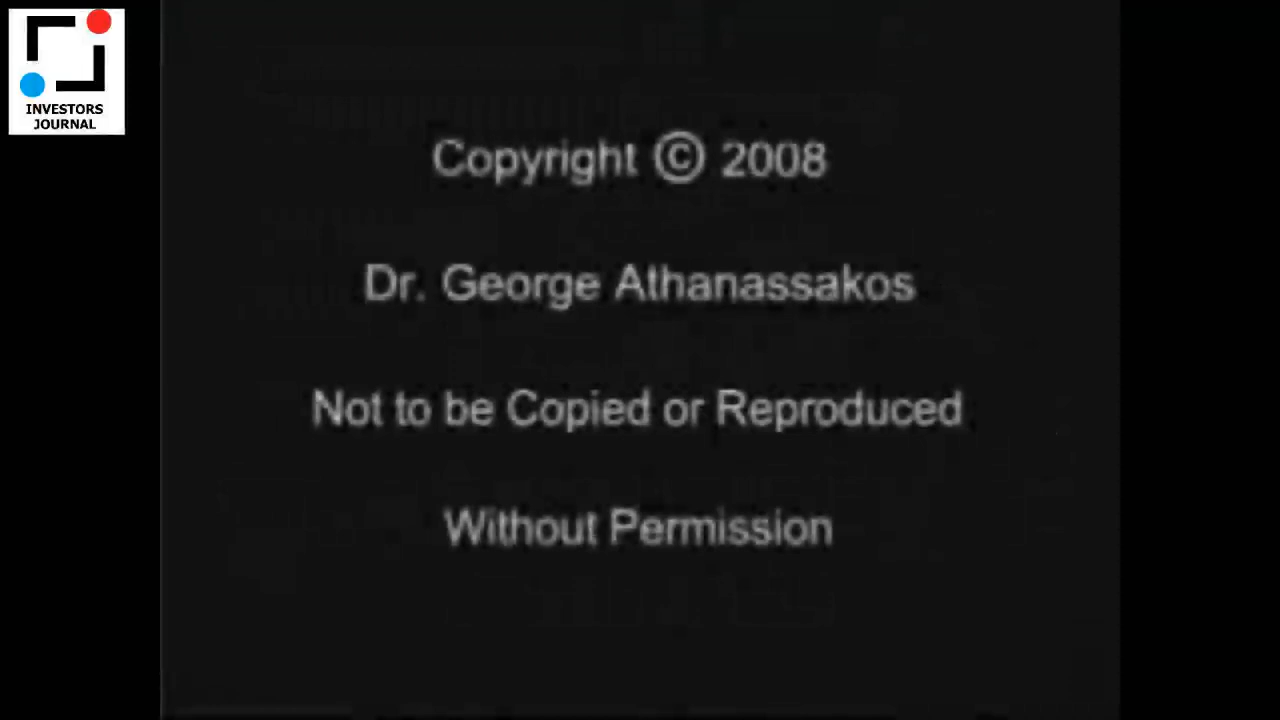 INVESTORS
JOURNAL
Copyright © 2008
Dr. George Athanassakos
Not to be Copied or Reproduced
Without Permission